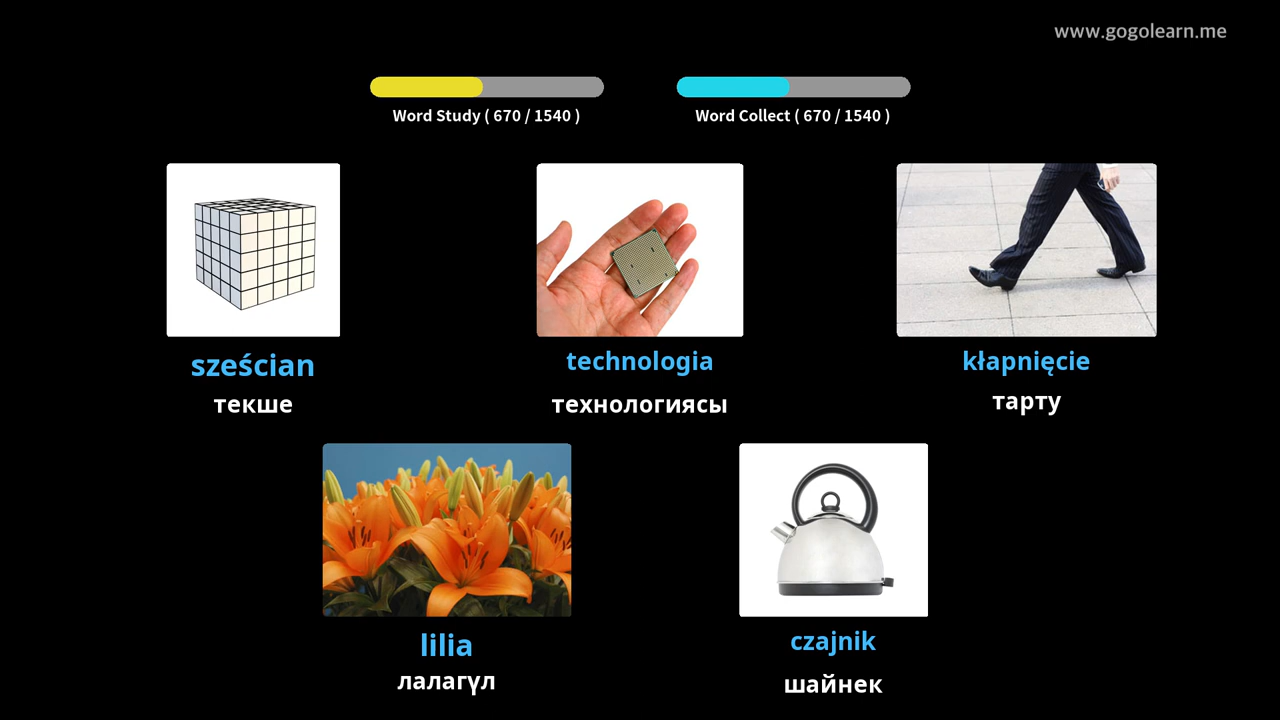 www.gogolearn.me
Word Study ( 670 / 1540 )
Word Collect ( 670 / 1540 )
sześcian
technologia
kłapnięcie
текше
технологиясы
тарту
lilia
czajnik
лалагүл
шайнек